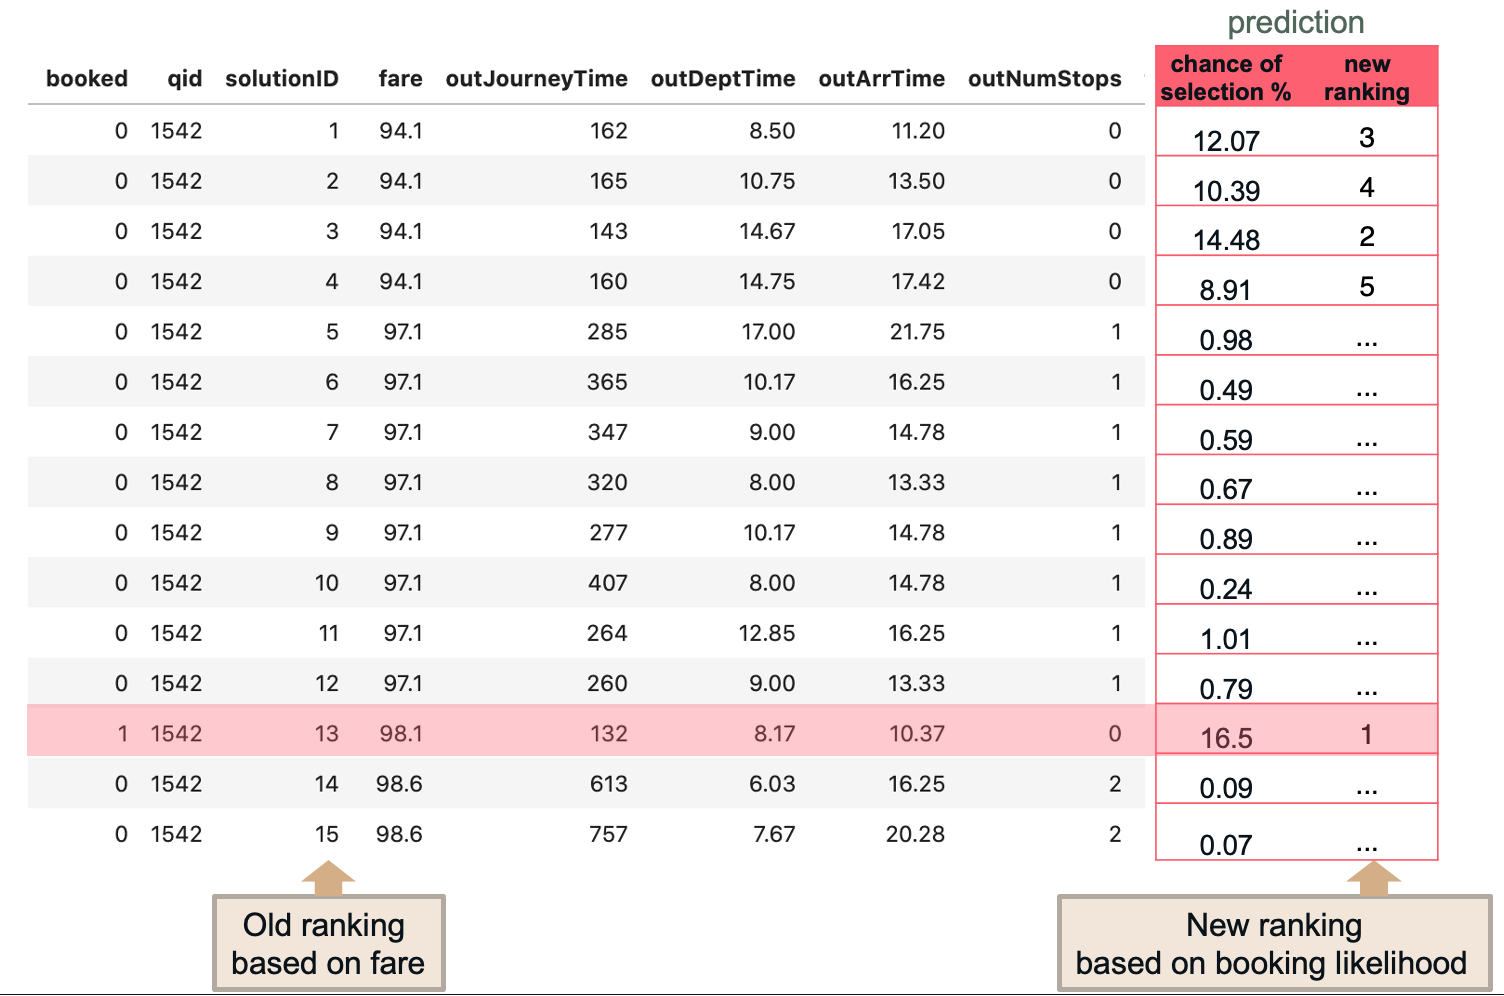 prediction
booked qid solutionID fare outJourneyTime outDeptTime outArrTime outNumStops chance of selection % new ranking
0 1542 1 94.1 162 8.50 11.20 0 12.07 3
0 1542 2 94.1 165 10.75 13.50 0 10.39 4
0 1542 3 94.1 143 14.67 17.05 0 14.48 2
0 1542 4 94.1 160 14.75 17.42 0 8.91 5
0 1542 5 97.1 285 17.00 21.75 1 0.98 ...
0 1542 6 97.1 365 10.17 16.25 1 0.49 ...
0 1542 7 97.1 347 9.00 14.78 1 0.59 ...
0 1542 8 97.1 320 8.00 13.33 1 0.67 ...
0 1542 9 97.1 277 10.17 14.78 1 0.89 ...
0 1542 10 97.1 407 8.00 14.78 1 0.24 ...
0 1542 11 97.1 264 12.85 16.25 1 1.01 ...
0 1542 12 97.1 260 9.00 13.33 1 0.79 ...
1 1542 13 98.1 132 8.17 10.37 0 16.5 1
0 1542 14 98.6 613 6.03 16.25 2 0.09 ...
0 1542 15 98.6 757 7.67 20.28 2 0.07 ...
Old ranking
based on fare
New ranking
based on booking likelihood